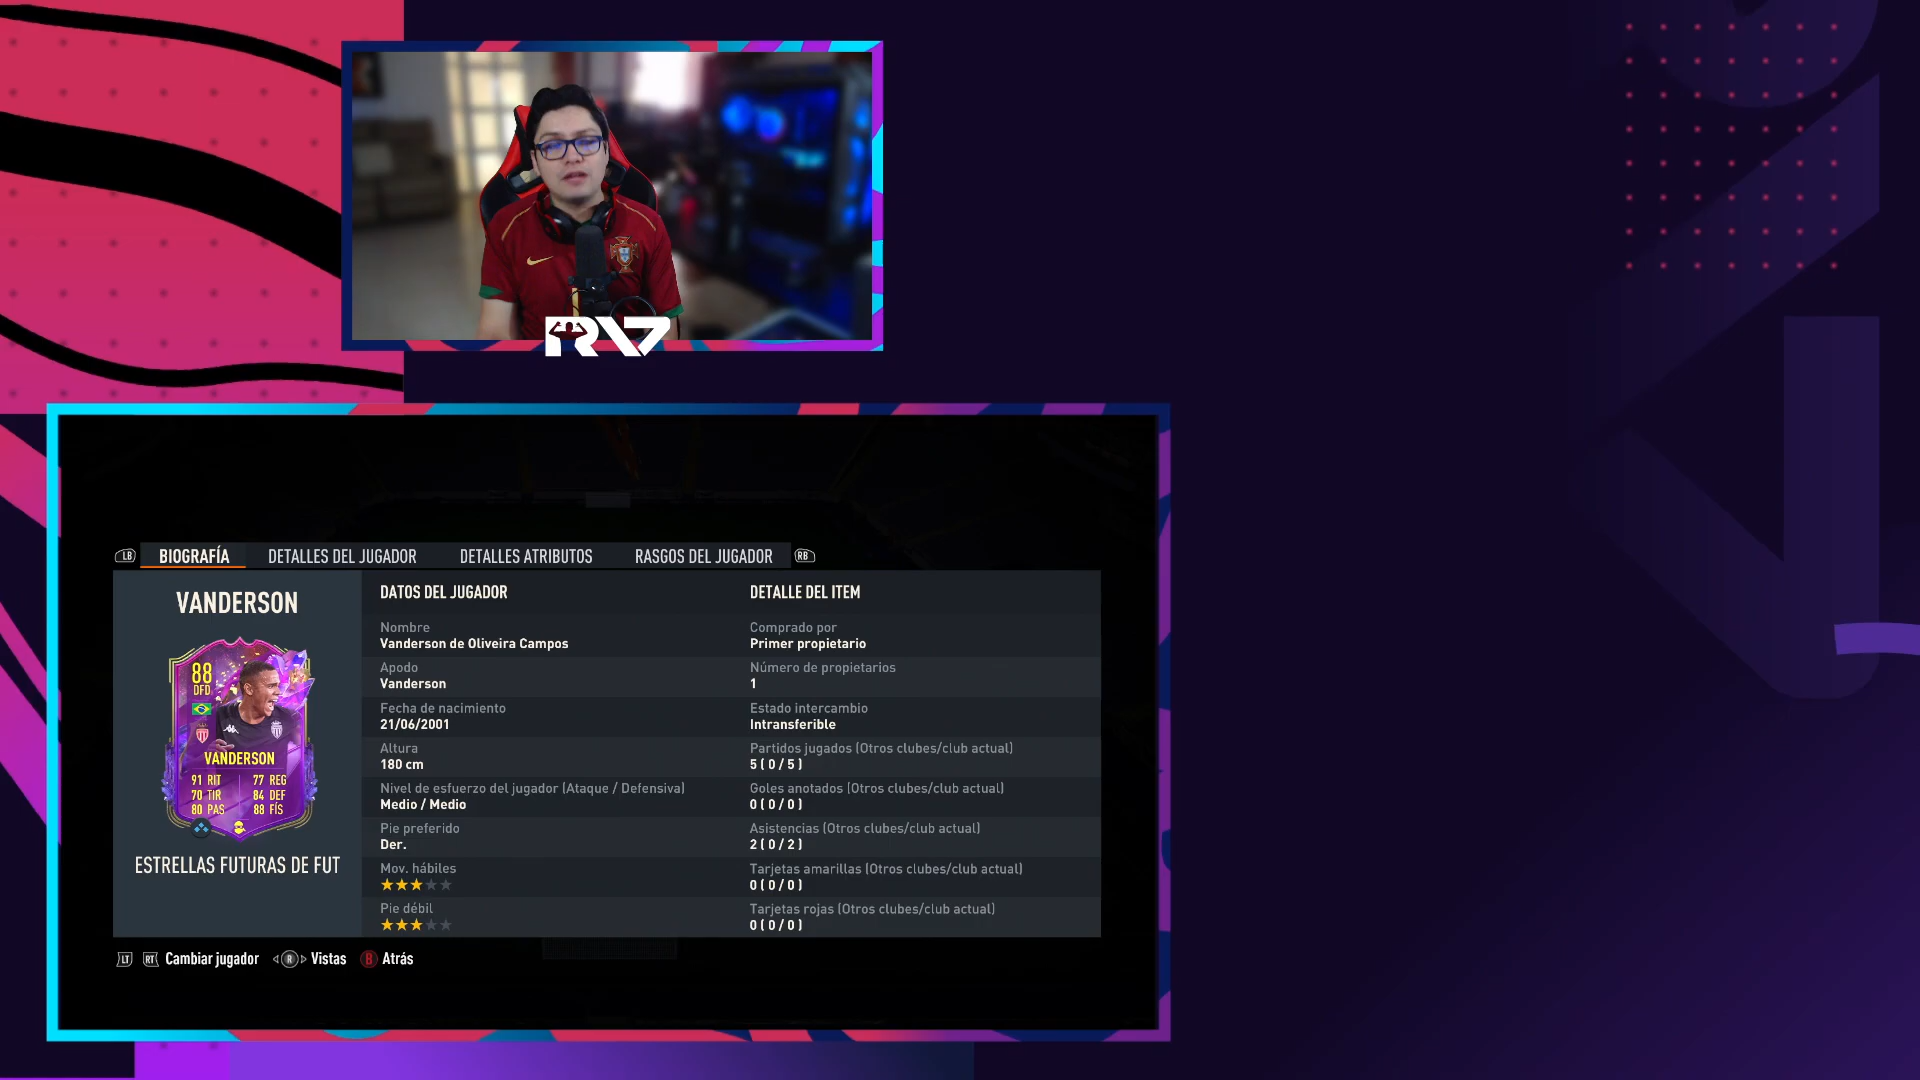 RV7
LB BIOGRAFÍA DETALLES DEL JUGADOR DETALLES ATRIBUTOS RASGOS DEL JUGADOR RB
VANDERSON
88
DFD
VANDERSON
91 RIT 77 REG
70 TIR 84 DEF
80 PAS 88 FÍS
ESTRELLAS FUTURAS DE FUT
DATOS DEL JUGADOR
Nombre
Vanderson de Oliveira Campos
Apodo
Vanderson
Fecha de nacimiento
21/06/2001
Altura
180 cm
Nivel de esfuerzo del jugador (Ataque / Defensiva)
Medio / Medio
Pie preferido
Der.
Mov. hábiles
Pie débil
DETALLE DEL ITEM
Comprado por
Primer propietario
Número de propietarios
1
Estado intercambio
Intransferible
Partidos jugados (Otros clubes/club actual)
5 ( 0 / 5 )
Goles anotados (Otros clubes/club actual)
0 ( 0 / 0 )
Asistencias (Otros clubes/club actual)
2 ( 0 / 2 )
Tarjetas amarillas (Otros clubes/club actual)
0 ( 0 / 0 )
Tarjetas rojas (Otros clubes/club actual)
0 ( 0 / 0 )
LT RT Cambiar jugador R Vistas B Atrás